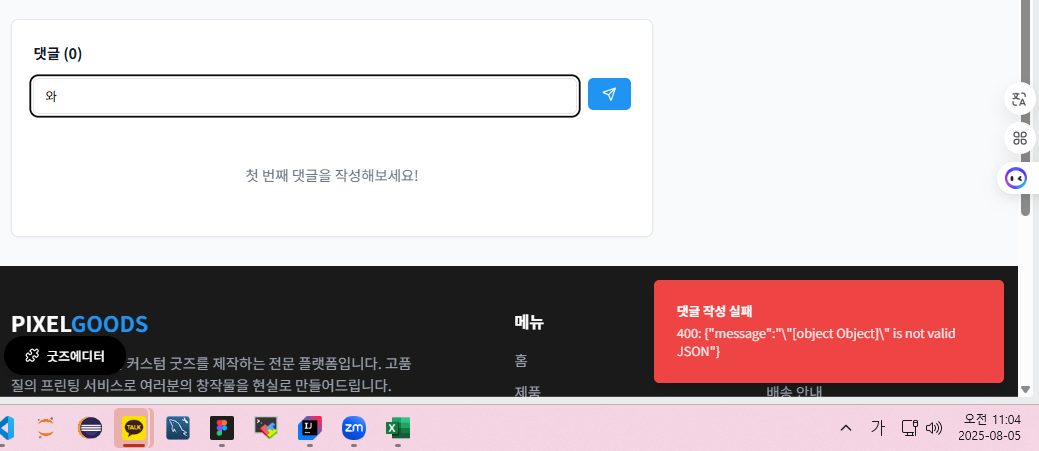 댓글 (0)
와
첫 번째 댓글을 작성해보세요!
PIXELGOODS
굿즈에디터
커스텀 굿즈를 제작하는 전문 플랫폼입니다. 고품
질의 프린팅 서비스로 여러분의 창작물을 현실로 만들어드립니다.
메뉴
홈
제품
댓글 작성 실패
400: {"message":"\"[object Object]\" is not valid
JSON"}
배송 안내
TALK
IJ
zm
가
오전 11:04
2025-08-05